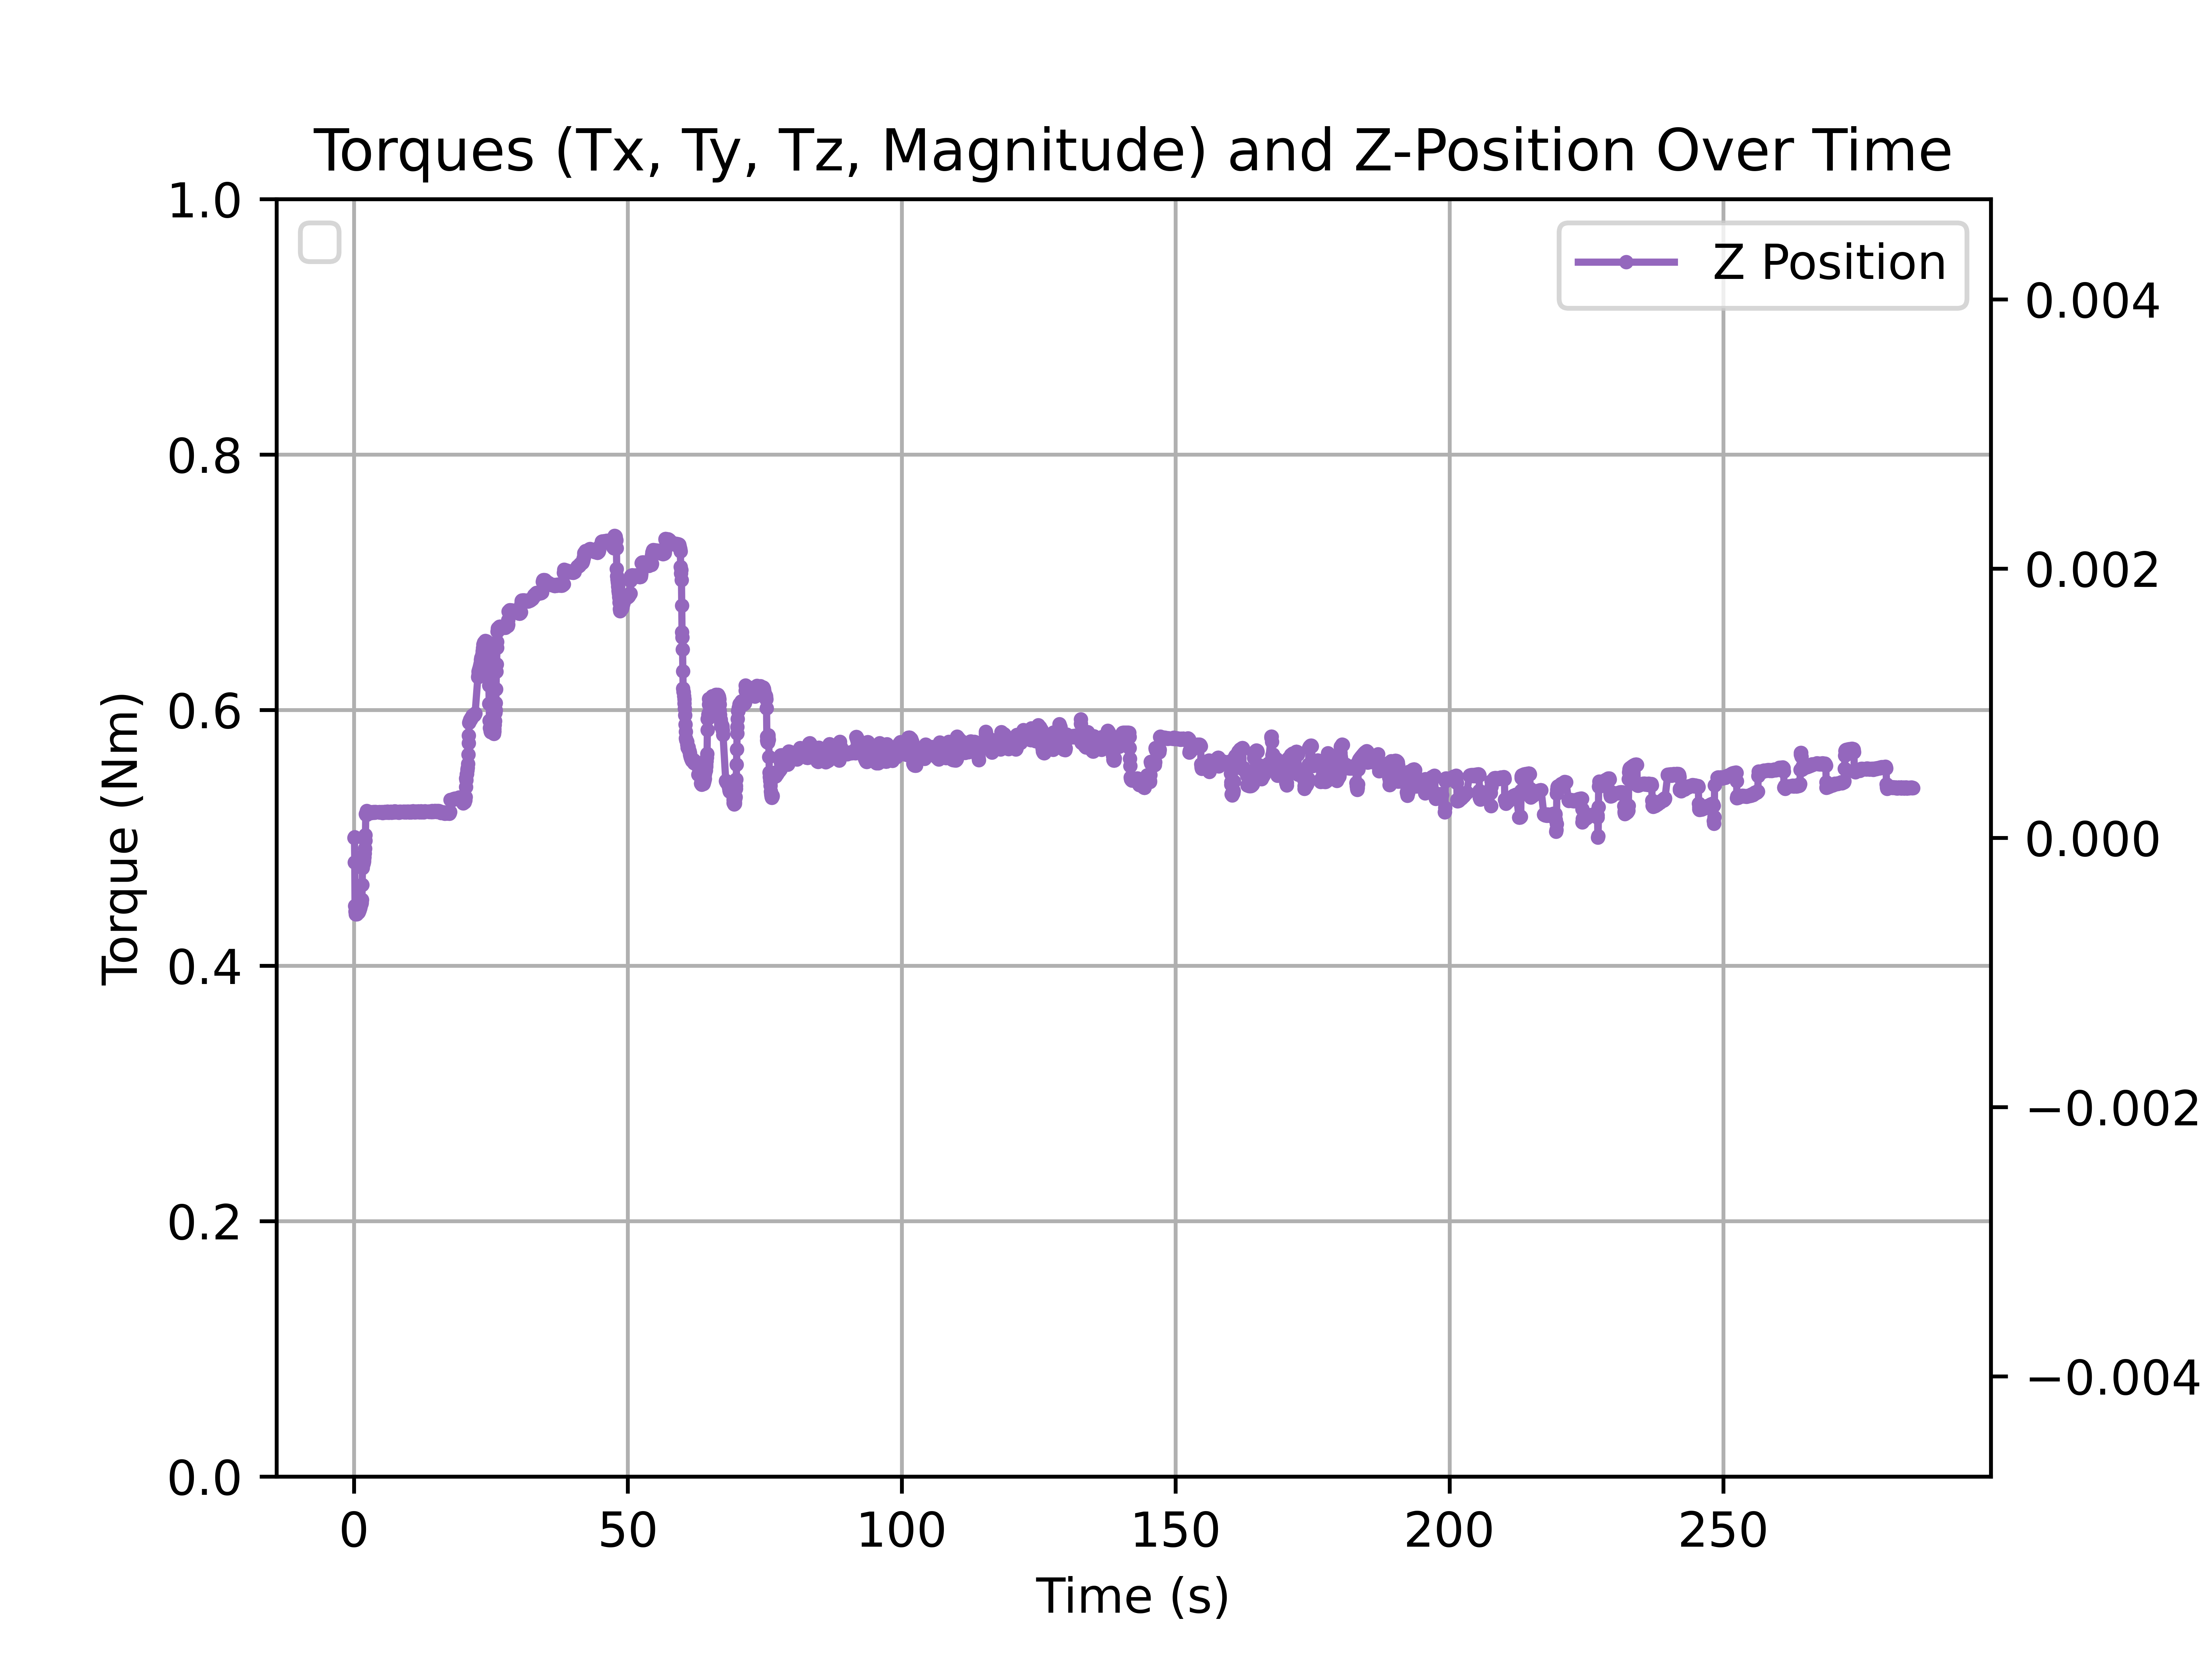 Torques (Tx, Ty, Tz, Magnitude) and Z-Position Over Time
1.0
0.8
0.6
0.4
0.2
0.0
Torque (Nm)
Z Position
0.004
0.002
0.000
−0.002
−0.004
0 50 100 150 200 250
Time (s)